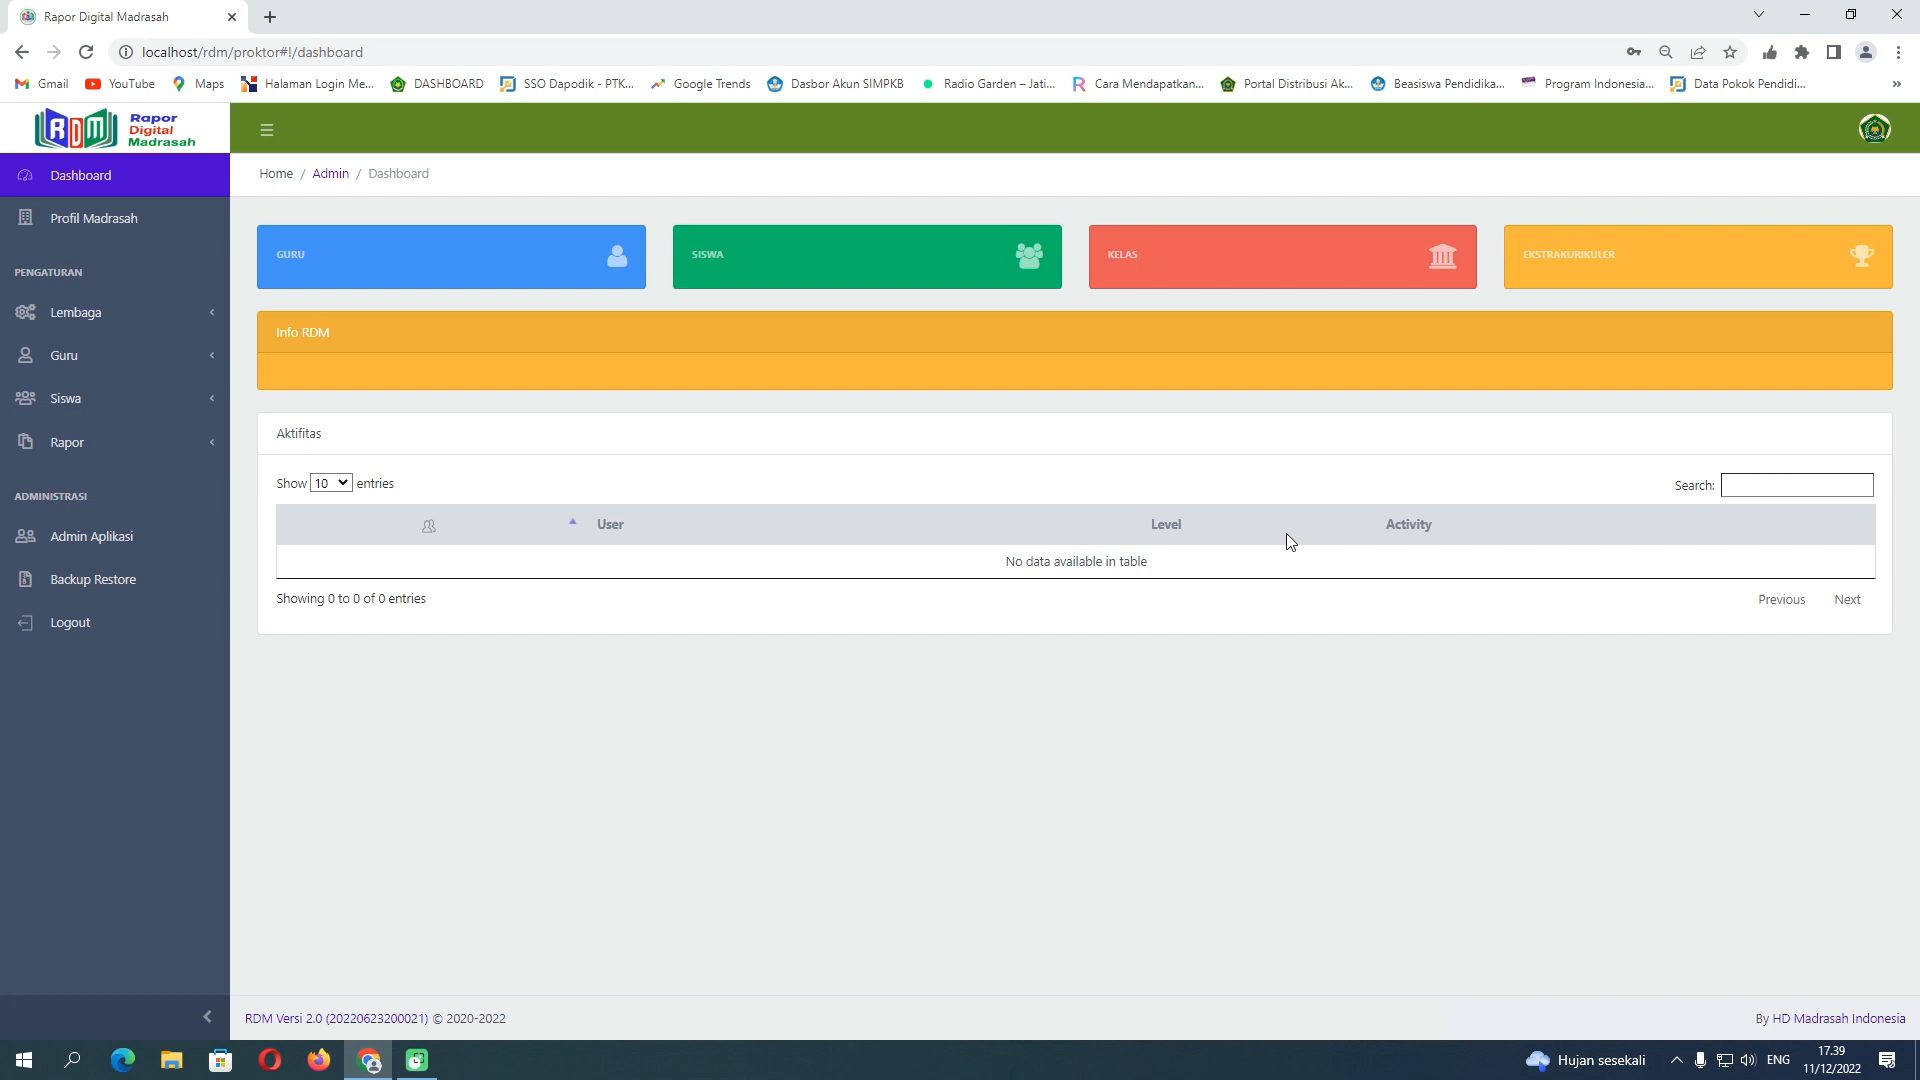 Rapor Digital Madrasah
localhost/rdm/proktor#!/dashboard
Gmail YouTube Maps Halaman Login Me... DASHBOARD SSO Dapodik - PTK... Google Trends Dasbor Akun SIMPKB Radio Garden – Jati... Cara Mendapatkan... Portal Distribusi Ak... Beasiswa Pendidika... Program Indonesia... Data Pokok Pendidi... »
RDM Rapor
Digital
Madrasah
Dashboard
Profil Madrasah
PENGATURAN
Lembaga
Guru
Siswa
Rapor
ADMINISTRASI
Admin Aplikasi
Backup Restore
Logout
Home / Admin / Dashboard
GURU SISWA KELAS EKSTRAKURIKULER
Info RDM
Aktifitas
Show 10 entries Search:
User Level Activity
No data available in table
Showing 0 to 0 of 0 entries Previous Next
RDM Versi 2.0 (20220623200021) © 2020-2022 By HD Madrasah Indonesia
Hujan sesekali ENG 17.39
11/12/2022